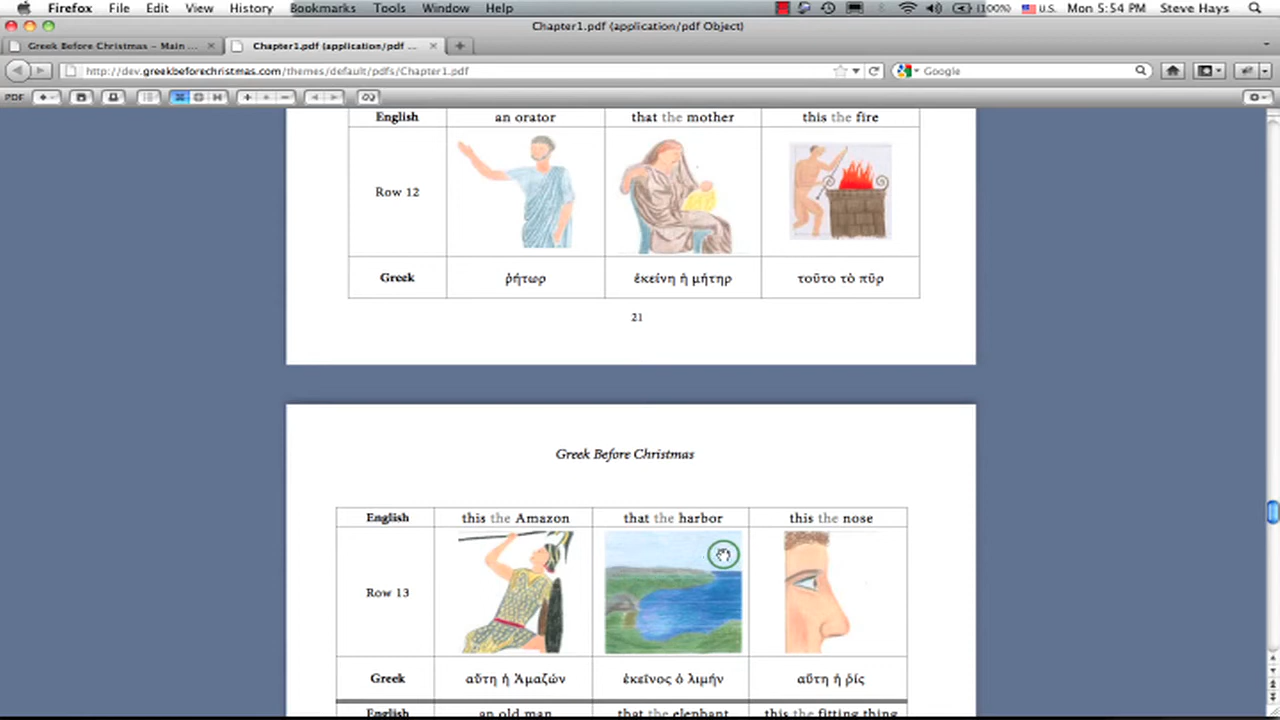 Firefox File Edit View History Bookmarks Tools Window Help (100%) U.S. Mon 5:54 PM Steve Hays
Chapter1.pdf (application/pdf Object)
Greek Before Christmas – Main ... Chapter1.pdf (application/pdf ...
http://dev.greekbeforechristmas.com/themes/default/pdfs/Chapter1.pdf Google
PDF
English an orator that the mother this the fire
Row 12
Greek ῥήτωρ ἐκείνη ἡ μήτηρ τοῦτο τὸ πῦρ
21
Greek Before Christmas
English this the Amazon that the harbor this the nose
Row 13
Greek αὕτη ἡ Ἀμαζών ἐκεῖνος ὁ λιμήν αὕτη ἡ ῥίς
English an old man that the elephant this the fitting thing